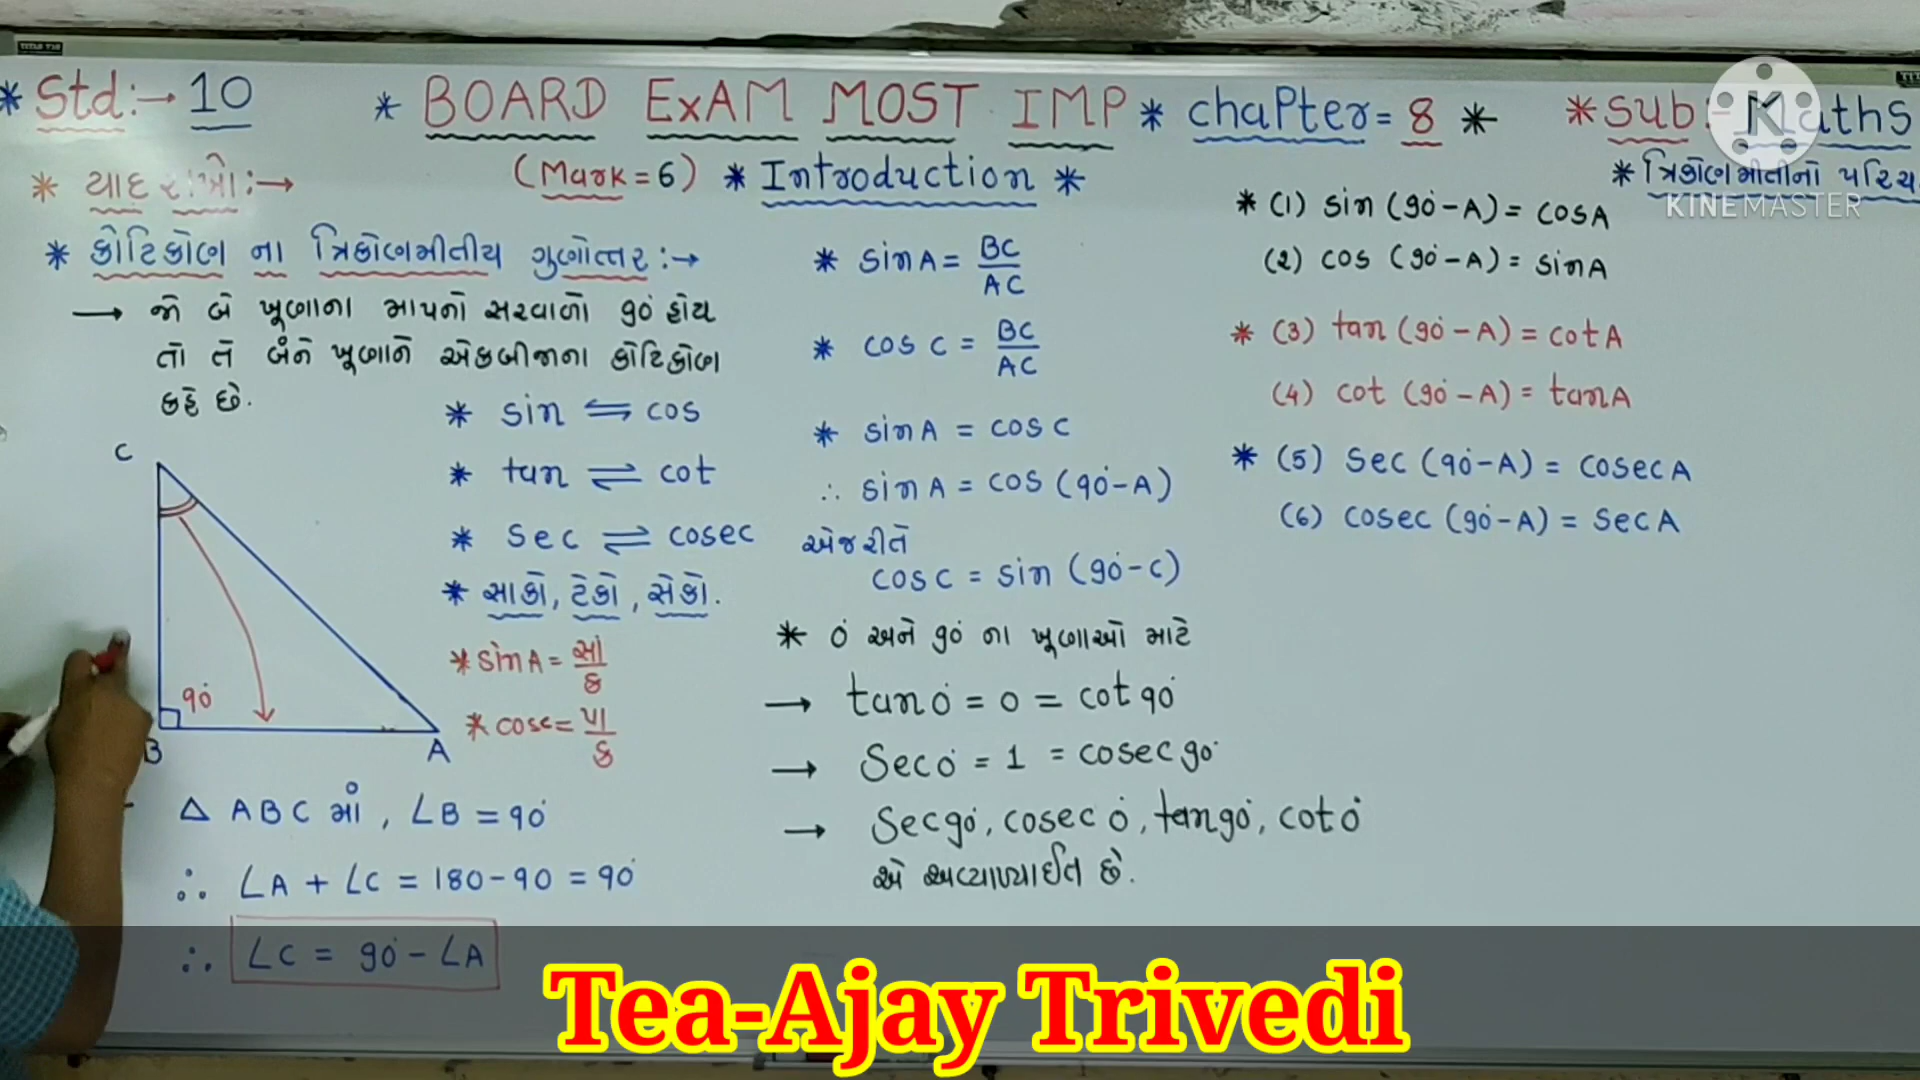 * Std:→ 10 * BOARD EXAM MOST IMP * chaPter = 8 * * Sub:- Maths
* યાદ રાખો:→ (Mark=6) * Introduction * * ત્રિકોણમીતીનો પરિચ
KINEMASTER
* કોટિકોણ ના ત્રિકોણમીતીય ગુણોત્તર:→
→ જો બે ખૂણાના માપનો સરવાળો 90° હોય
તો તે બંને ખૂણાને એકબીજાના કોટિકોણ
કહે છે.
* sin ⇌ cos
* tan ⇌ cot
* Sec ⇌ cosec
* સાકો, ટેકો, સેકો.
* sin A = સા/ક
* cos c = પા/ક
C
90°
B A
△ ABC માં, ∠B = 90°
∴ ∠A + ∠C = 180 - 90 = 90°
∴ ∠C = 90° - ∠A
* sin A = BC/AC
* cos C = BC/AC
* sin A = cos C
∴ sin A = cos (90° - A)
એજ રીતે
cos C = sin (90° - C)
* 0° અને 90° ના ખૂણાઓ માટે
→ tan 0° = 0 = cot 90°
→ Sec 0° = 1 = cosec 90°
→ Sec 90°, cosec 0°, tan 90°, cot 0°
એ અવ્યાખ્યાઈત છે.
* (1) sin (90° - A) = cos A
(2) cos (90° - A) = sin A
* (3) tan (90° - A) = cot A
(4) cot (90° - A) = tan A
* (5) Sec (90° - A) = cosec A
(6) cosec (90° - A) = Sec A
Tea-Ajay Trivedi